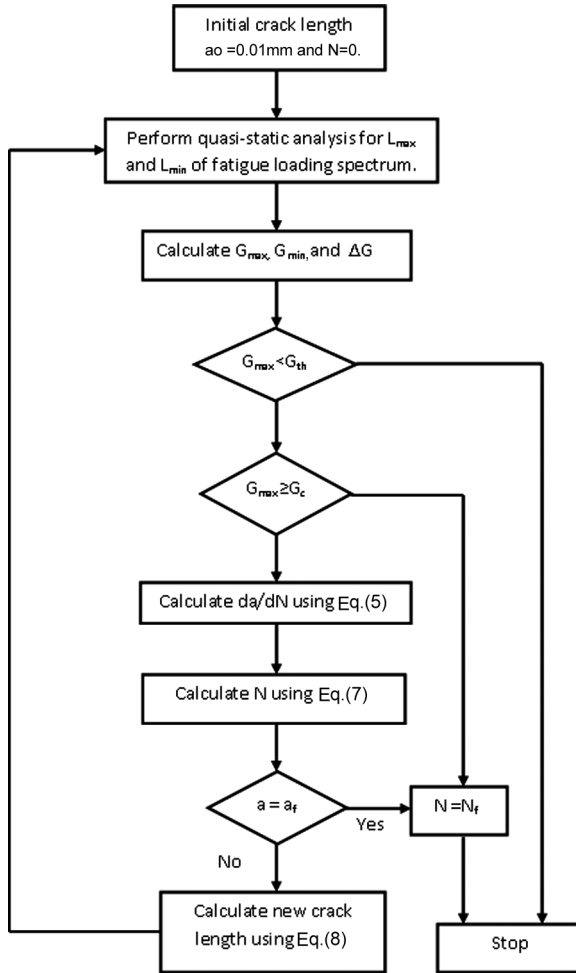 Initial crack length
ao =0.01mm and N=0.
Perform quasi-static analysis for Lmax
and Lmin of fatigue loading spectrum.
Calculate Gmax, Gmin, and ΔG
Gmax<Gth
Gmax≥Gc
Calculate da/dN using Eq.(5)
Calculate N using Eq.(7)
a = af
Yes
N =Nf
No
Calculate new crack
length using Eq.(8)
Stop